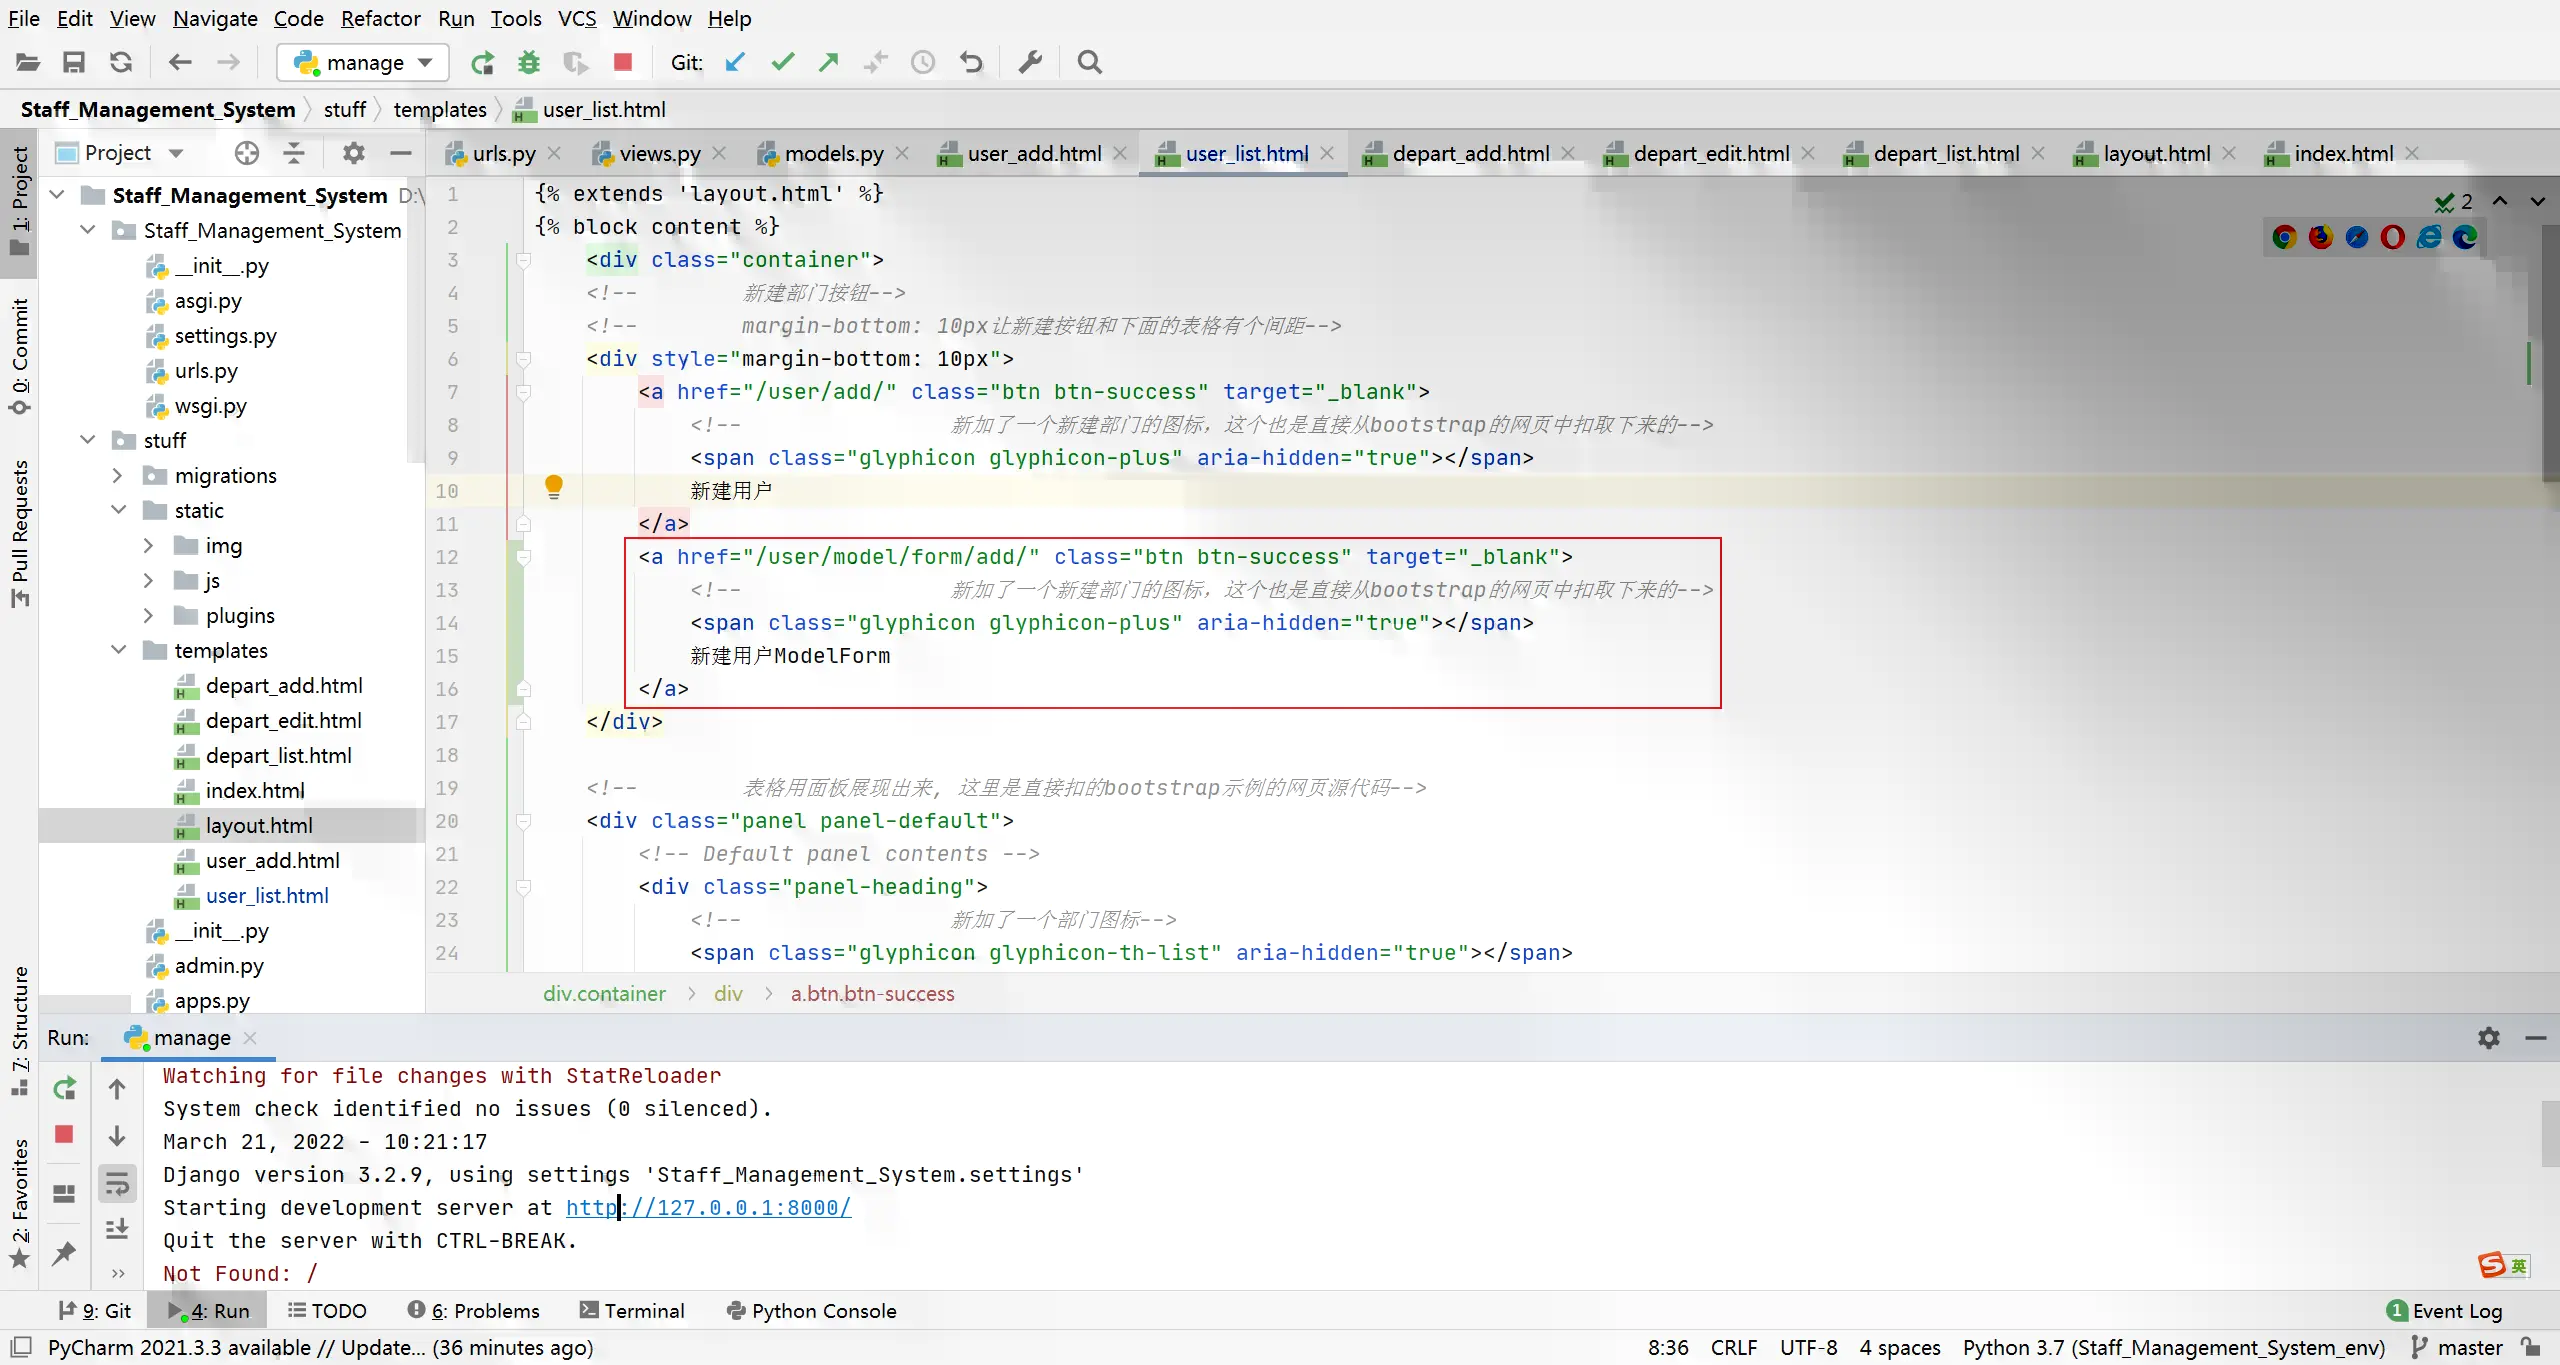 File Edit View Navigate Code Refactor Run Tools VCS Window Help
manage Git:
Staff_Management_System stuff templates user_list.html
Project
urls.py views.py models.py user_add.html user_list.html depart_add.html depart_edit.html depart_list.html layout.html index.html
1: Project
0: Commit
Pull Requests
7: Structure
2: Favorites
Staff_Management_System D:\
Staff_Management_System
__init__.py
asgi.py
settings.py
urls.py
wsgi.py
stuff
migrations
static
img
js
plugins
templates
depart_add.html
depart_edit.html
depart_list.html
index.html
layout.html
user_add.html
user_list.html
__init__.py
admin.py
apps.py
2
1 {% extends 'layout.html' %}
2 {% block content %}
3 <div class="container">
4 <!-- 新建部门按钮-->
5 <!-- margin-bottom: 10px让新建按钮和下面的表格有个间距-->
6 <div style="margin-bottom: 10px">
7 <a href="/user/add/" class="btn btn-success" target="_blank">
8 <!-- 新加了一个新建部门的图标，这个也是直接从bootstrap的网页中扣取下来的-->
9 <span class="glyphicon glyphicon-plus" aria-hidden="true"></span>
10 新建用户
11 </a>
12 <a href="/user/model/form/add/" class="btn btn-success" target="_blank">
13 <!-- 新加了一个新建部门的图标，这个也是直接从bootstrap的网页中扣取下来的-->
14 <span class="glyphicon glyphicon-plus" aria-hidden="true"></span>
15 新建用户ModelForm
16 </a>
17 </div>
18
19 <!-- 表格用面板展现出来, 这里是直接扣的bootstrap示例的网页源代码-->
20 <div class="panel panel-default">
21 <!-- Default panel contents -->
22 <div class="panel-heading">
23 <!-- 新加了一个部门图标-->
24 <span class="glyphicon glyphicon-th-list" aria-hidden="true"></span>
div.container div a.btn.btn-success
Run: manage
Watching for file changes with StatReloader
System check identified no issues (0 silenced).
March 21, 2022 - 10:21:17
Django version 3.2.9, using settings 'Staff_Management_System.settings'
Starting development server at http://127.0.0.1:8000/
Quit the server with CTRL-BREAK.
Not Found: /
英
9: Git 4: Run TODO 6: Problems Terminal Python Console 1 Event Log
PyCharm 2021.3.3 available // Update... (36 minutes ago) 8:36 CRLF UTF-8 4 spaces Python 3.7 (Staff_Management_System_env) master